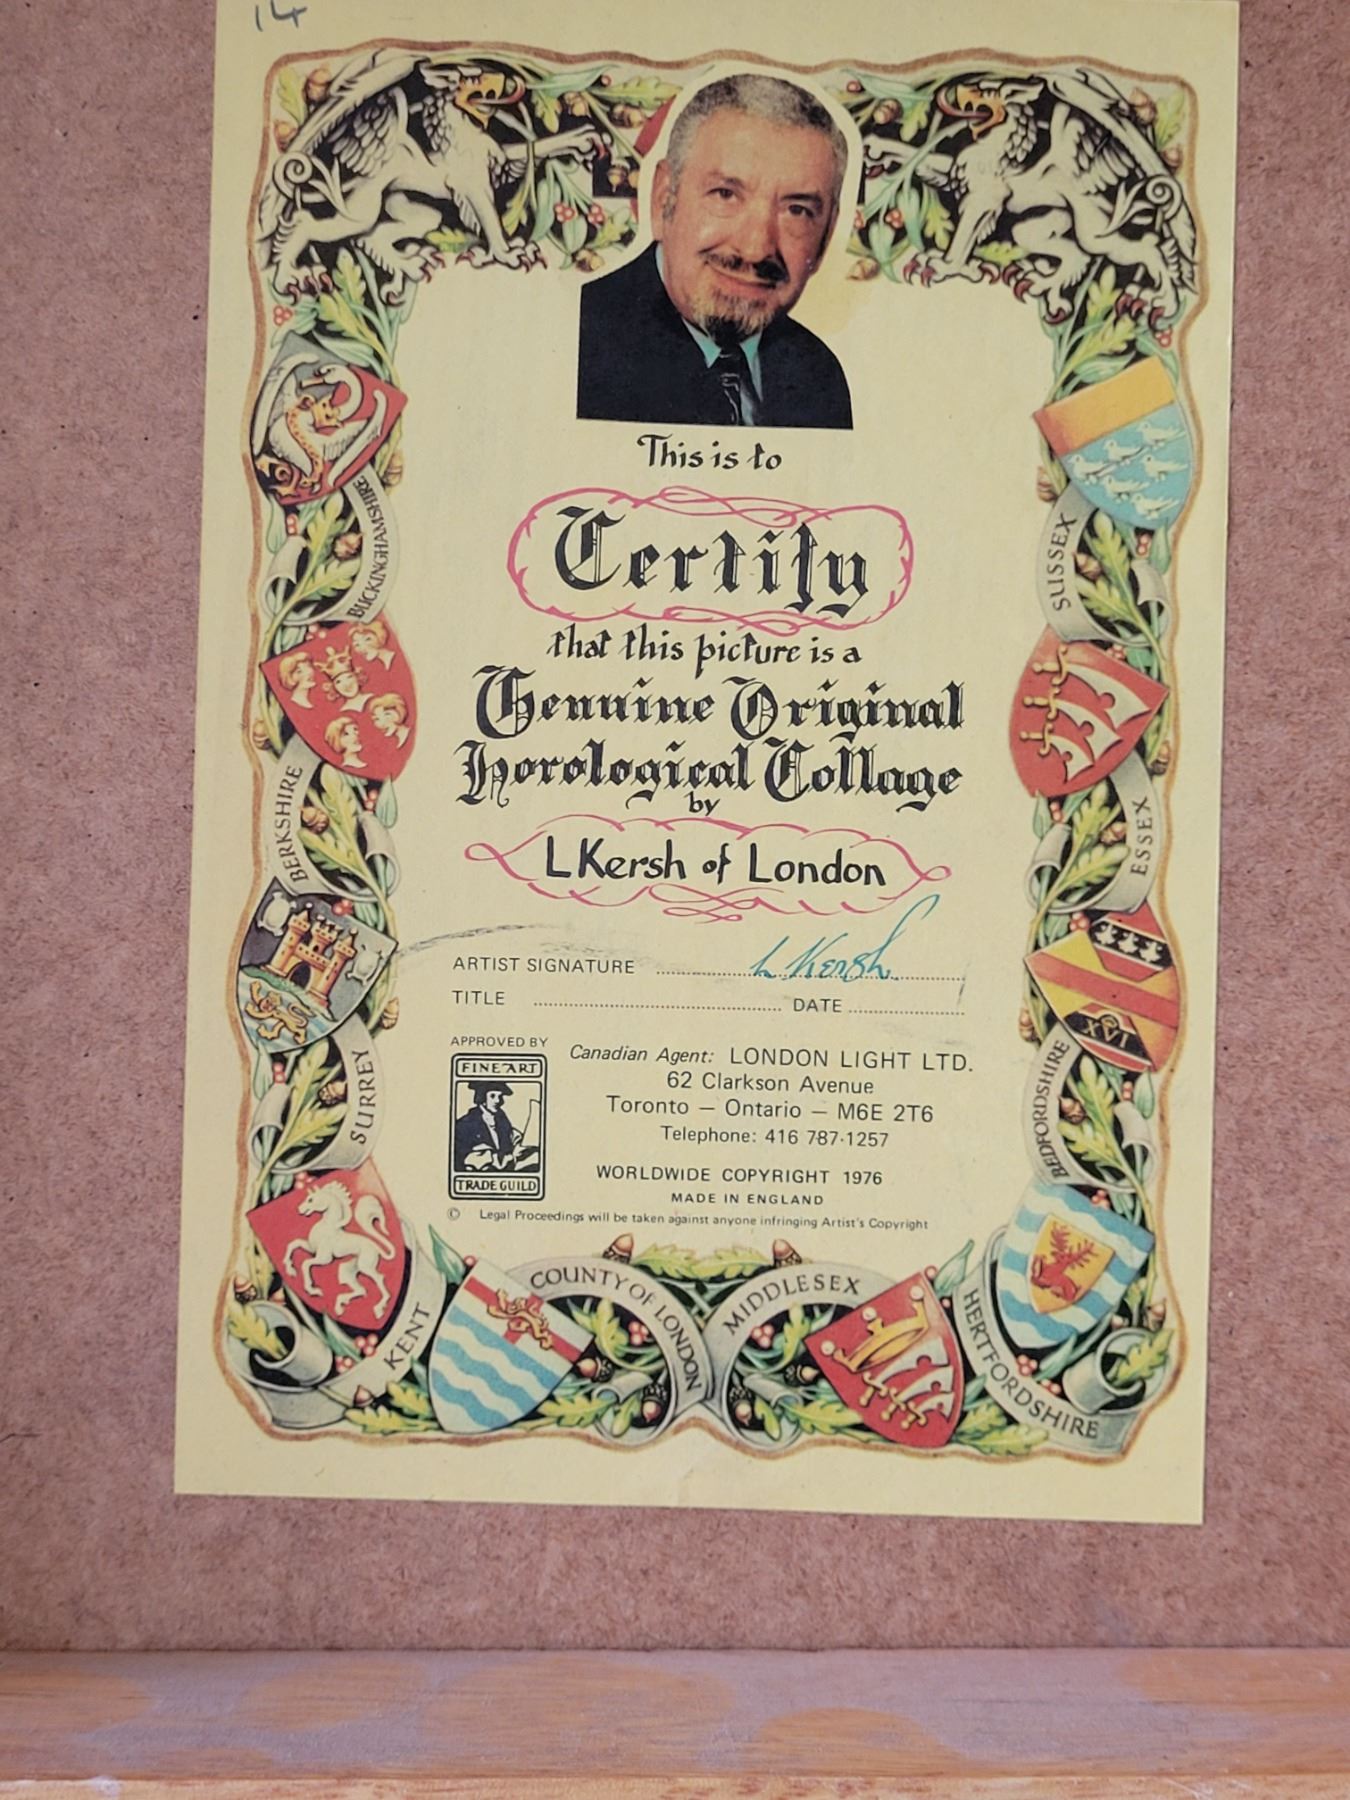 14
This is to
Certify
that this picture is a
Genuine Original
Horological Collage
by
L Kersh of London
ARTIST SIGNATURE ........ L Kersh ........
TITLE ........ DATE ........
APPROVED BY
FINE ART
TRADE GUILD
Canadian Agent: LONDON LIGHT LTD.
62 Clarkson Avenue
Toronto — Ontario — M6E 2T6
Telephone: 416 787·1257
WORLDWIDE COPYRIGHT 1976
MADE IN ENGLAND
© Legal Proceedings will be taken against anyone infringing Artist's Copyright
BUCKINGHAMSHIRE
BERKSHIRE
SURREY
KENT
COUNTY OF LONDON
MIDDLESEX
HERTFORDSHIRE
BEDFORDSHIRE
XVI
ESSEX
SUSSEX